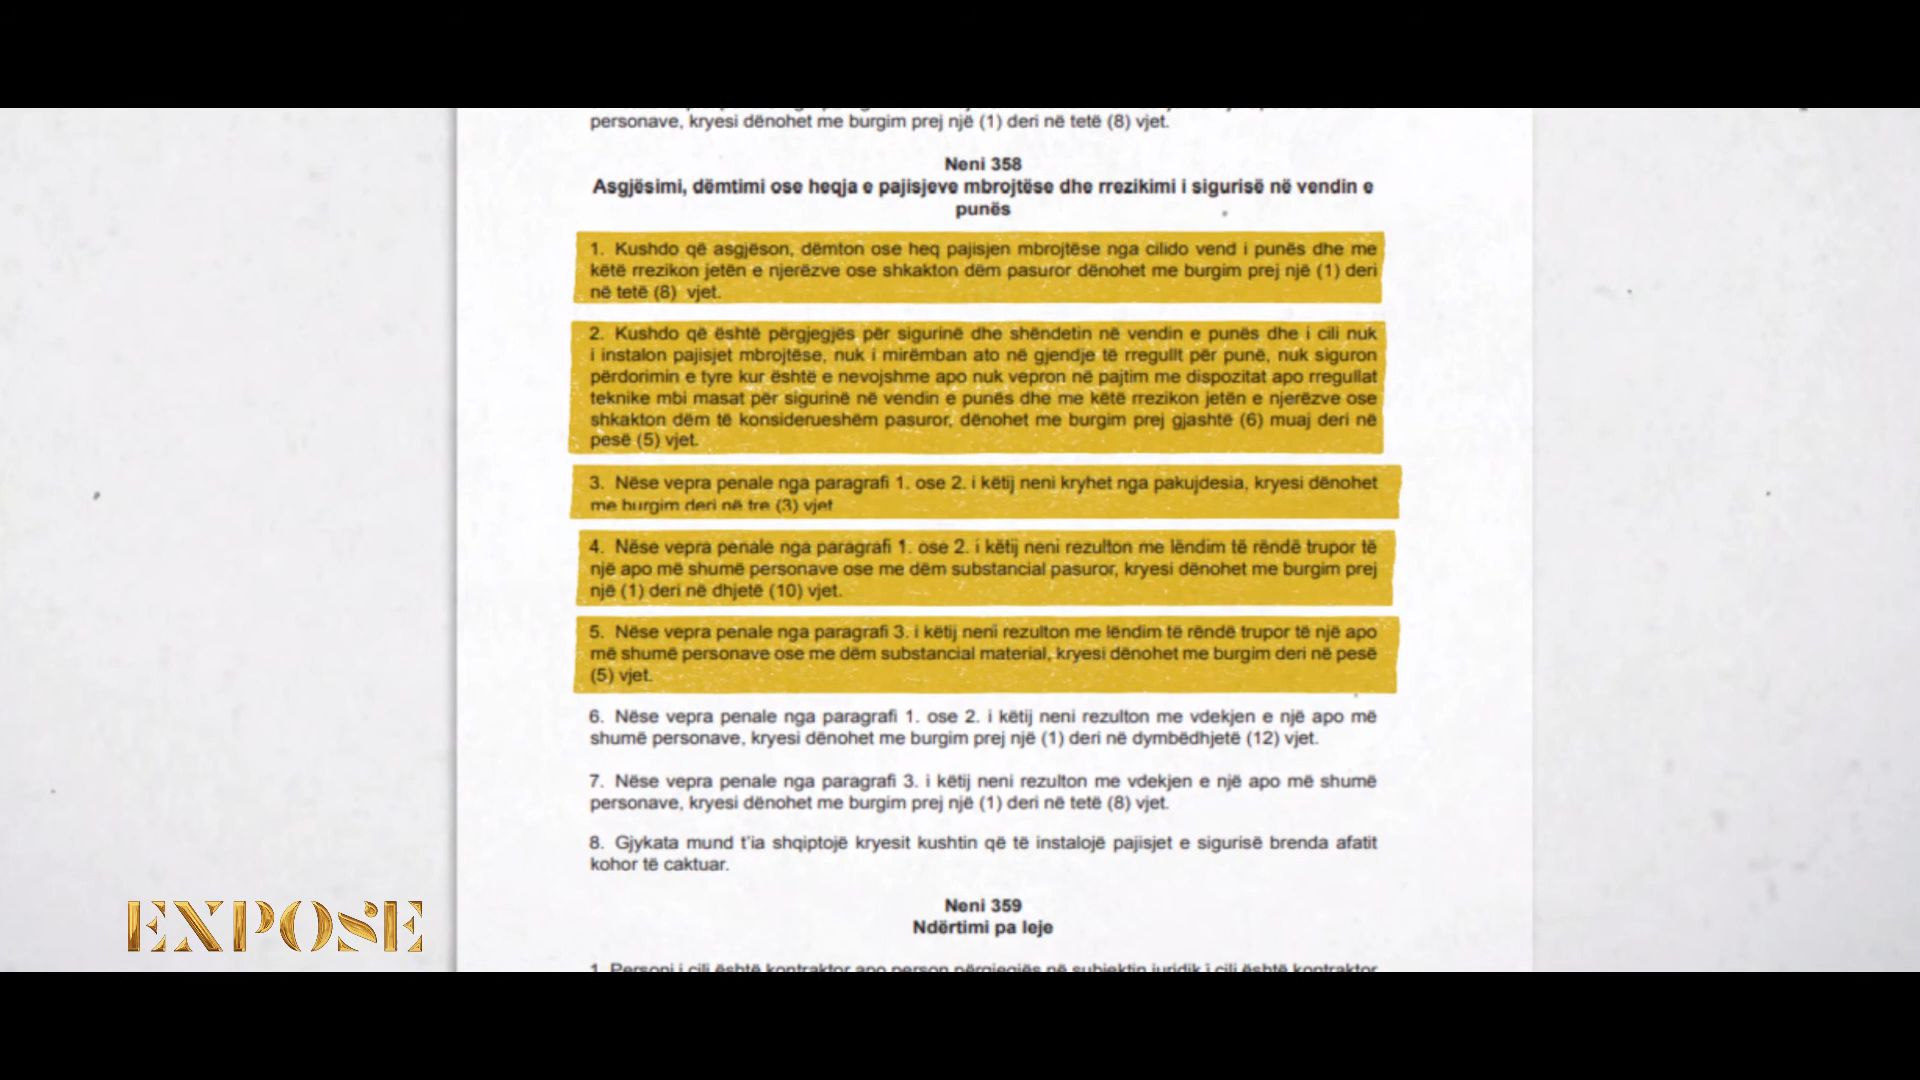 personave, kryesi dënohet me burgim prej një (1) deri në tetë (8) vjet.
Neni 358
Asgjësimi, dëmtimi ose heqja e pajisjeve mbrojtëse dhe rrezikimi i sigurisë në vendin e
punës
1. Kushdo që asgjëson, dëmton ose heq pajisjen mbrojtëse nga cilido vend i punës dhe me
këtë rrezikon jetën e njerëzve ose shkakton dëm pasuror dënohet me burgim prej një (1) deri
në tetë (8) vjet.
2. Kushdo që është përgjegjës për sigurinë dhe shëndetin në vendin e punës dhe i cili nuk
i instalon pajisjet mbrojtëse, nuk i mirëmban ato në gjendje të rregullt për punë, nuk siguron
përdorimin e tyre kur është e nevojshme apo nuk vepron në pajtim me dispozitat apo rregullat
teknike mbi masat për sigurinë në vendin e punës dhe me këtë rrezikon jetën e njerëzve ose
shkakton dëm të konsiderueshëm pasuror, dënohet me burgim prej gjashtë (6) muaj deri në
pesë (5) vjet.
3. Nëse vepra penale nga paragrafi 1. ose 2. i këtij neni kryhet nga pakujdesia, kryesi dënohet
me burgim deri në tre (3) vjet
4. Nëse vepra penale nga paragrafi 1. ose 2. i këtij neni rezulton me lëndim të rëndë trupor të
një apo më shumë personave ose me dëm substancial pasuror, kryesi dënohet me burgim prej
një (1) deri në dhjetë (10) vjet.
5. Nëse vepra penale nga paragrafi 3. i këtij neni rezulton me lëndim të rëndë trupor të një apo
më shumë personave ose me dëm substancial material, kryesi dënohet me burgim deri në pesë
(5) vjet.
6. Nëse vepra penale nga paragrafi 1. ose 2. i këtij neni rezulton me vdekjen e një apo më
shumë personave, kryesi dënohet me burgim prej një (1) deri në dymbëdhjetë (12) vjet.
7. Nëse vepra penale nga paragrafi 3. i këtij neni rezulton me vdekjen e një apo më shumë
personave, kryesi dënohet me burgim prej një (1) deri në tetë (8) vjet.
8. Gjykata mund t'ia shqiptojë kryesit kushtin që të instalojë pajisjet e sigurisë brenda afatit
kohor të caktuar.
Neni 359
Ndërtimi pa leje
1. Personi i cili është kontraktor apo person përgjegjës në subjektin juridik i cili është kontraktor
EXPOSE